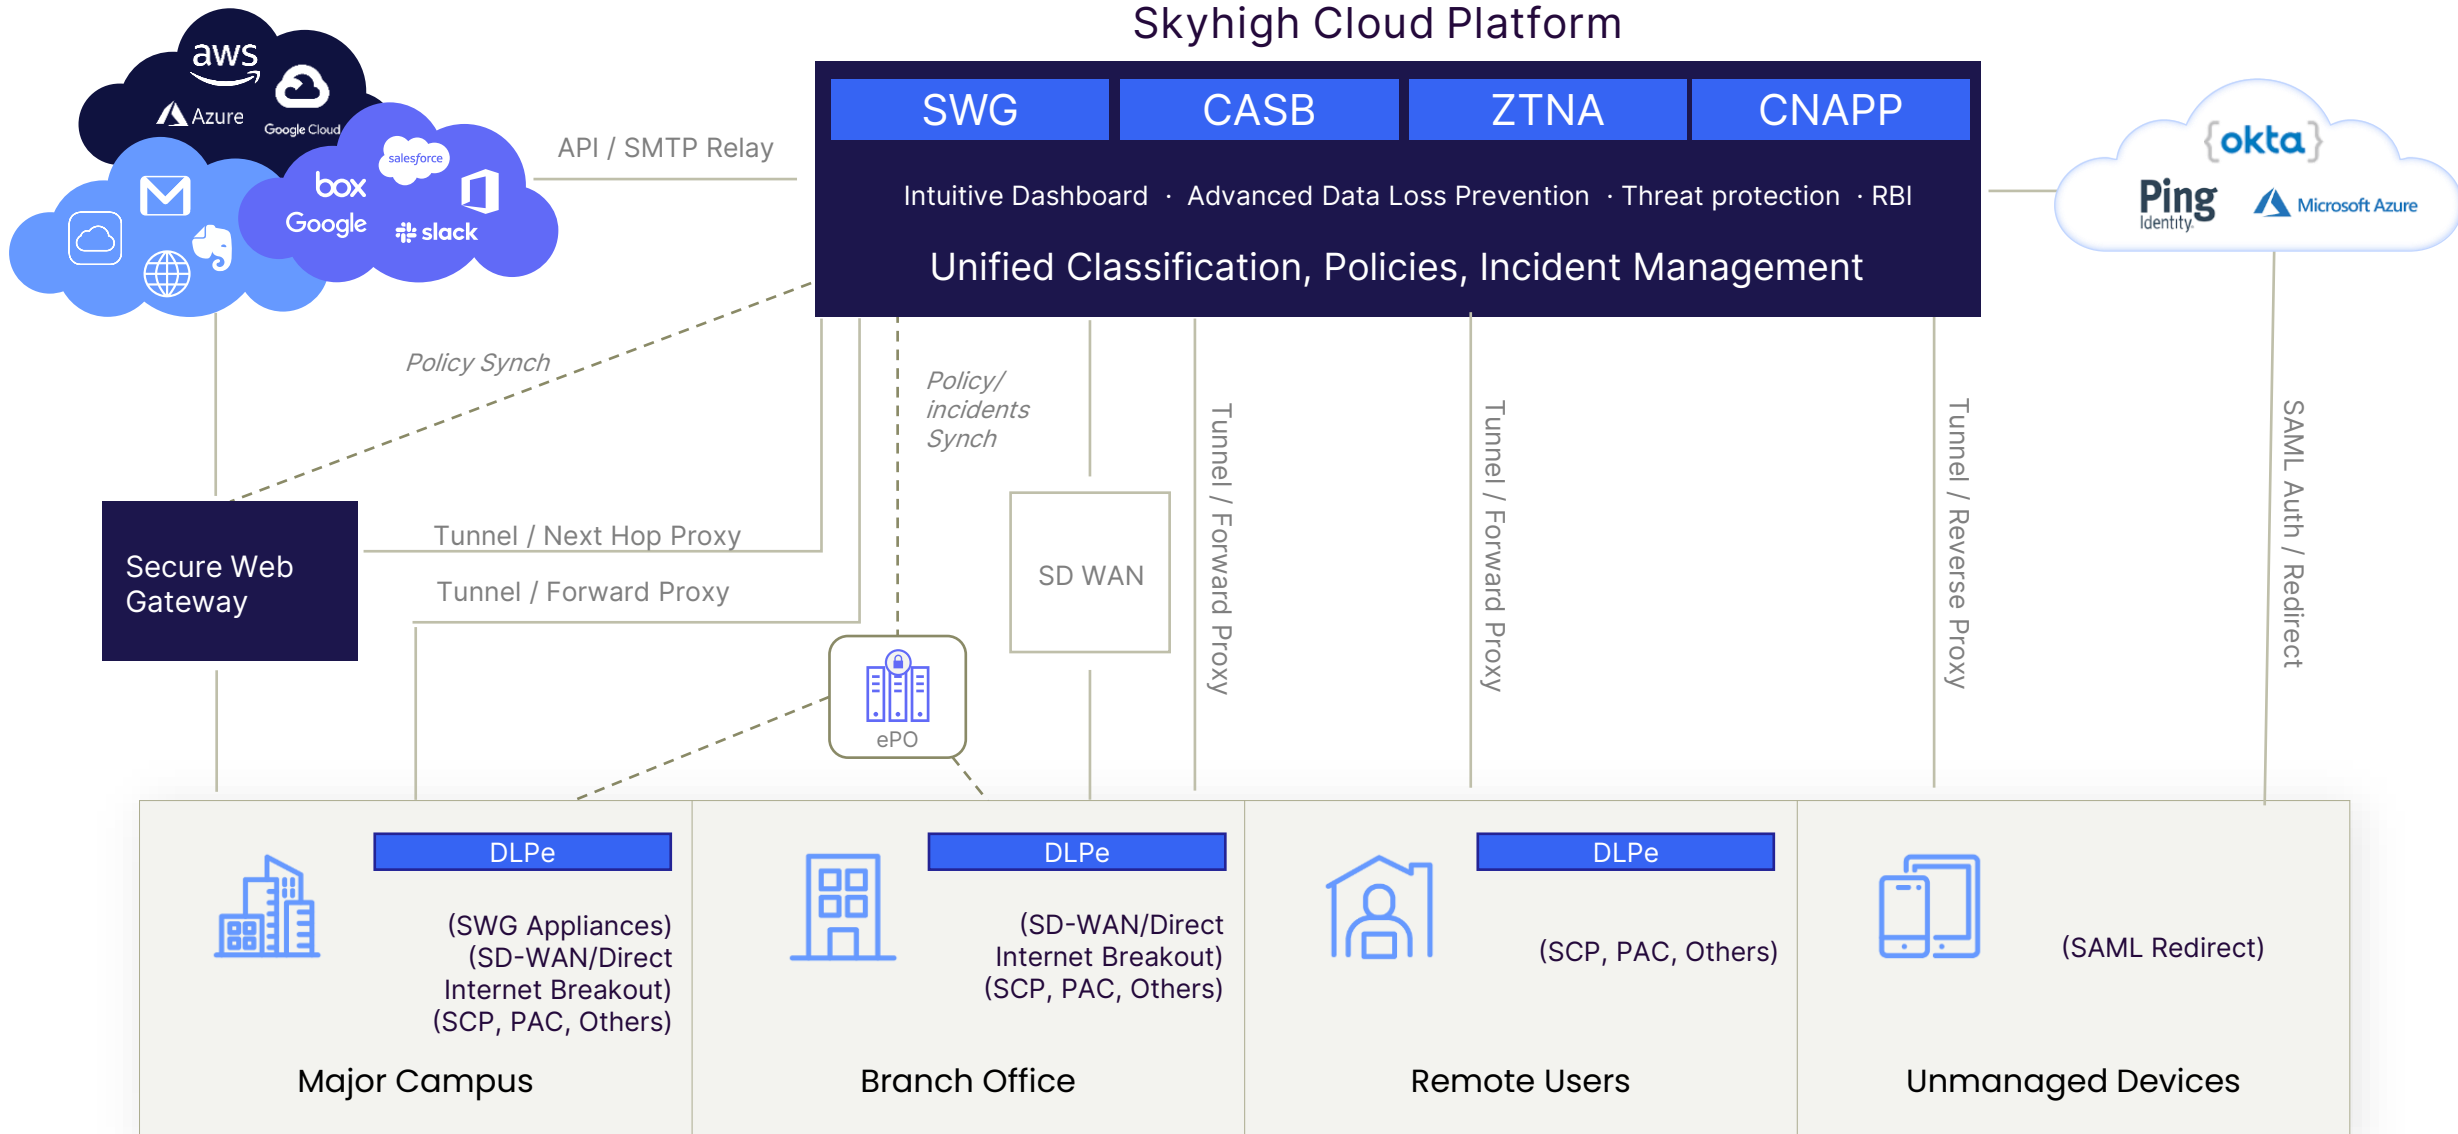 Skyhigh Cloud Platform
aws
Azure
Google Cloud
salesforce
box
Google
slack
API / SMTP Relay
SWG
CASB
ZTNA
CNAPP
Intuitive Dashboard · Advanced Data Loss Prevention · Threat protection · RBI
Unified Classification, Policies, Incident Management
{okta}
Ping
Identity
Microsoft Azure
Policy Synch
Policy/
incidents
Synch
Tunnel / Forward Proxy
Tunnel / Forward Proxy
Tunnel / Reverse Proxy
SAML Auth / Redirect
Secure Web
Gateway
Tunnel / Next Hop Proxy
Tunnel / Forward Proxy
SD WAN
ePO
DLPe
(SWG Appliances)
(SD-WAN/Direct
Internet Breakout)
(SCP, PAC, Others)
Major Campus
DLPe
(SD-WAN/Direct
Internet Breakout)
(SCP, PAC, Others)
Branch Office
DLPe
(SCP, PAC, Others)
Remote Users
(SAML Redirect)
Unmanaged Devices